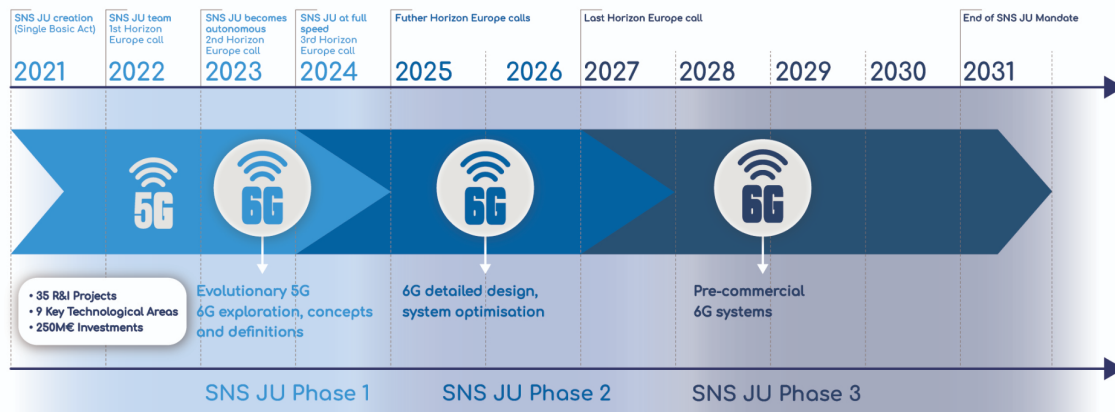 SNS JU creation
(Single Basic Act)
SNS JU team
1st Horizon
Europe call
SNS JU becomes
autonomous
2nd Horizon
Europe call
SNS JU at full
speed
3rd Horizon
Europe call
Futher Horizon Europe calls
Last Horizon Europe call
End of SNS JU Mandate
2021
2022
2023
2024
2025
2026
2027
2028
2029
2030
2031
5G
6G
6G
6G
• 35 R&I Projects
• 9 Key Technological Areas
• 250M€ Investments
Evolutionary 5G
6G exploration, concepts
and definitions
6G detailed design,
system optimisation
Pre-commercial
6G systems
SNS JU Phase 1
SNS JU Phase 2
SNS JU Phase 3